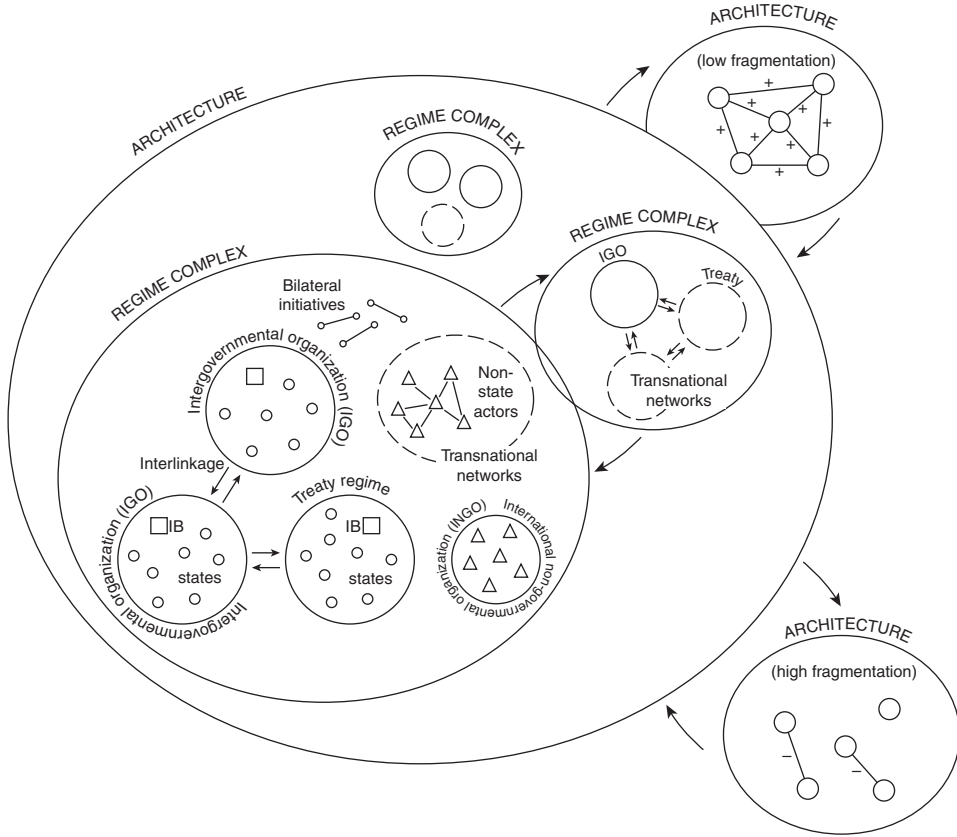 ARCHITECTURE
(low fragmentation)
+
+
+
+
+
+
+
+
ARCHITECTURE
REGIME COMPLEX
REGIME COMPLEX
IGO
Treaty
Transnational
networks
REGIME COMPLEX
Bilateral
initiatives
Intergovernmental organization (IGO)
Non-
state
actors
Transnational
networks
Interlinkage
Intergovernmental organization (IGO)
IB
states
Intergovernmental
Treaty regime
IB
states
International non-governmental organization (INGO)
ARCHITECTURE
(high fragmentation)
–
–